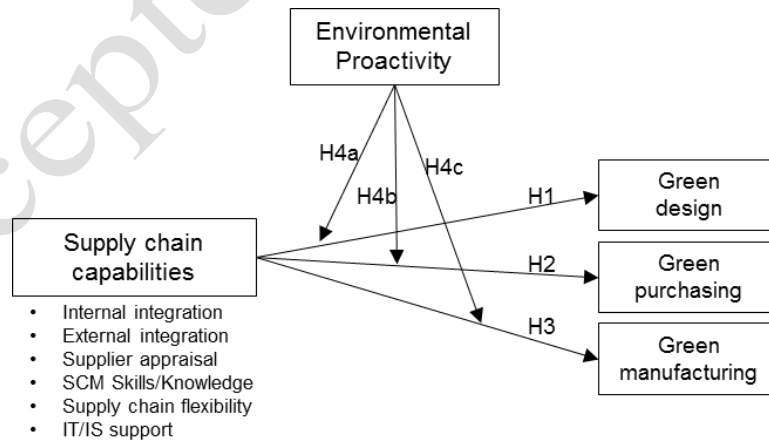 cepte
Environmental
Proactivity
H4a
H4b
H4c
H1
Green
design
Supply chain
capabilities
H2
Green
purchasing
H3
Green
manufacturing
• Internal integration
• External integration
• Supplier appraisal
• SCM Skills/Knowledge
• Supply chain flexibility
• IT/IS support